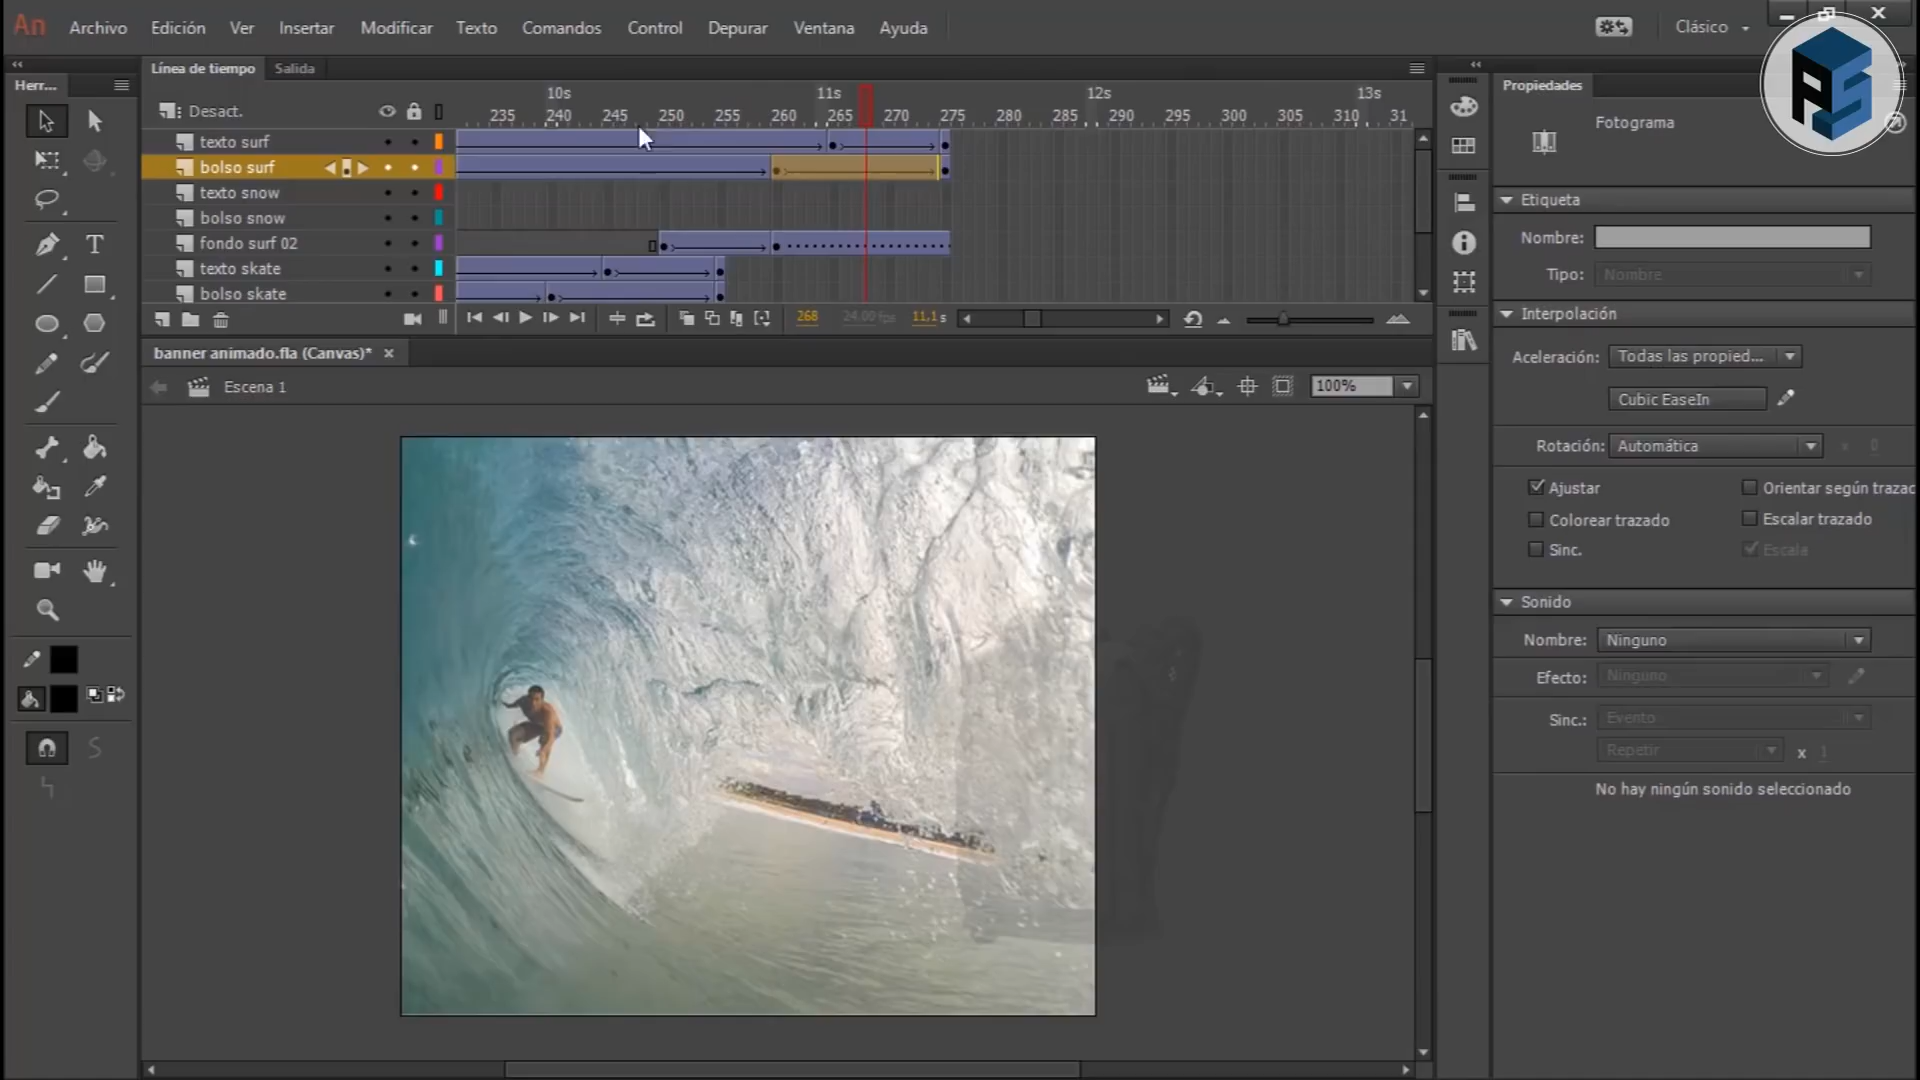 An Archivo Edición Ver Insertar Modificar Texto Comandos Control Depurar Ventana Ayuda Clásico
Herr... Línea de tiempo Salida Propiedades
10s 11s 12s 13s
Desact. 235 240 245 250 255 260 265 270 275 280 285 290 295 300 305 310 31
Fotograma
texto surf
bolso surf
texto snow
bolso snow
fondo surf 02
texto skate
bolso skate
268 24.00 fps 11,1 s
banner animado.fla (Canvas)*
Escena 1 100%
Etiqueta
Nombre:
Tipo: Nombre
Interpolación
Aceleración: Todas las propied...
Cubic EaseIn
Rotación: Automática x 0
Ajustar Orientar según trazad
Colorear trazado Escalar trazado
Sinc. Escala
Sonido
Nombre: Ninguno
Efecto: Ninguno
Sinc.: Evento
Repetir x 1
No hay ningún sonido seleccionado